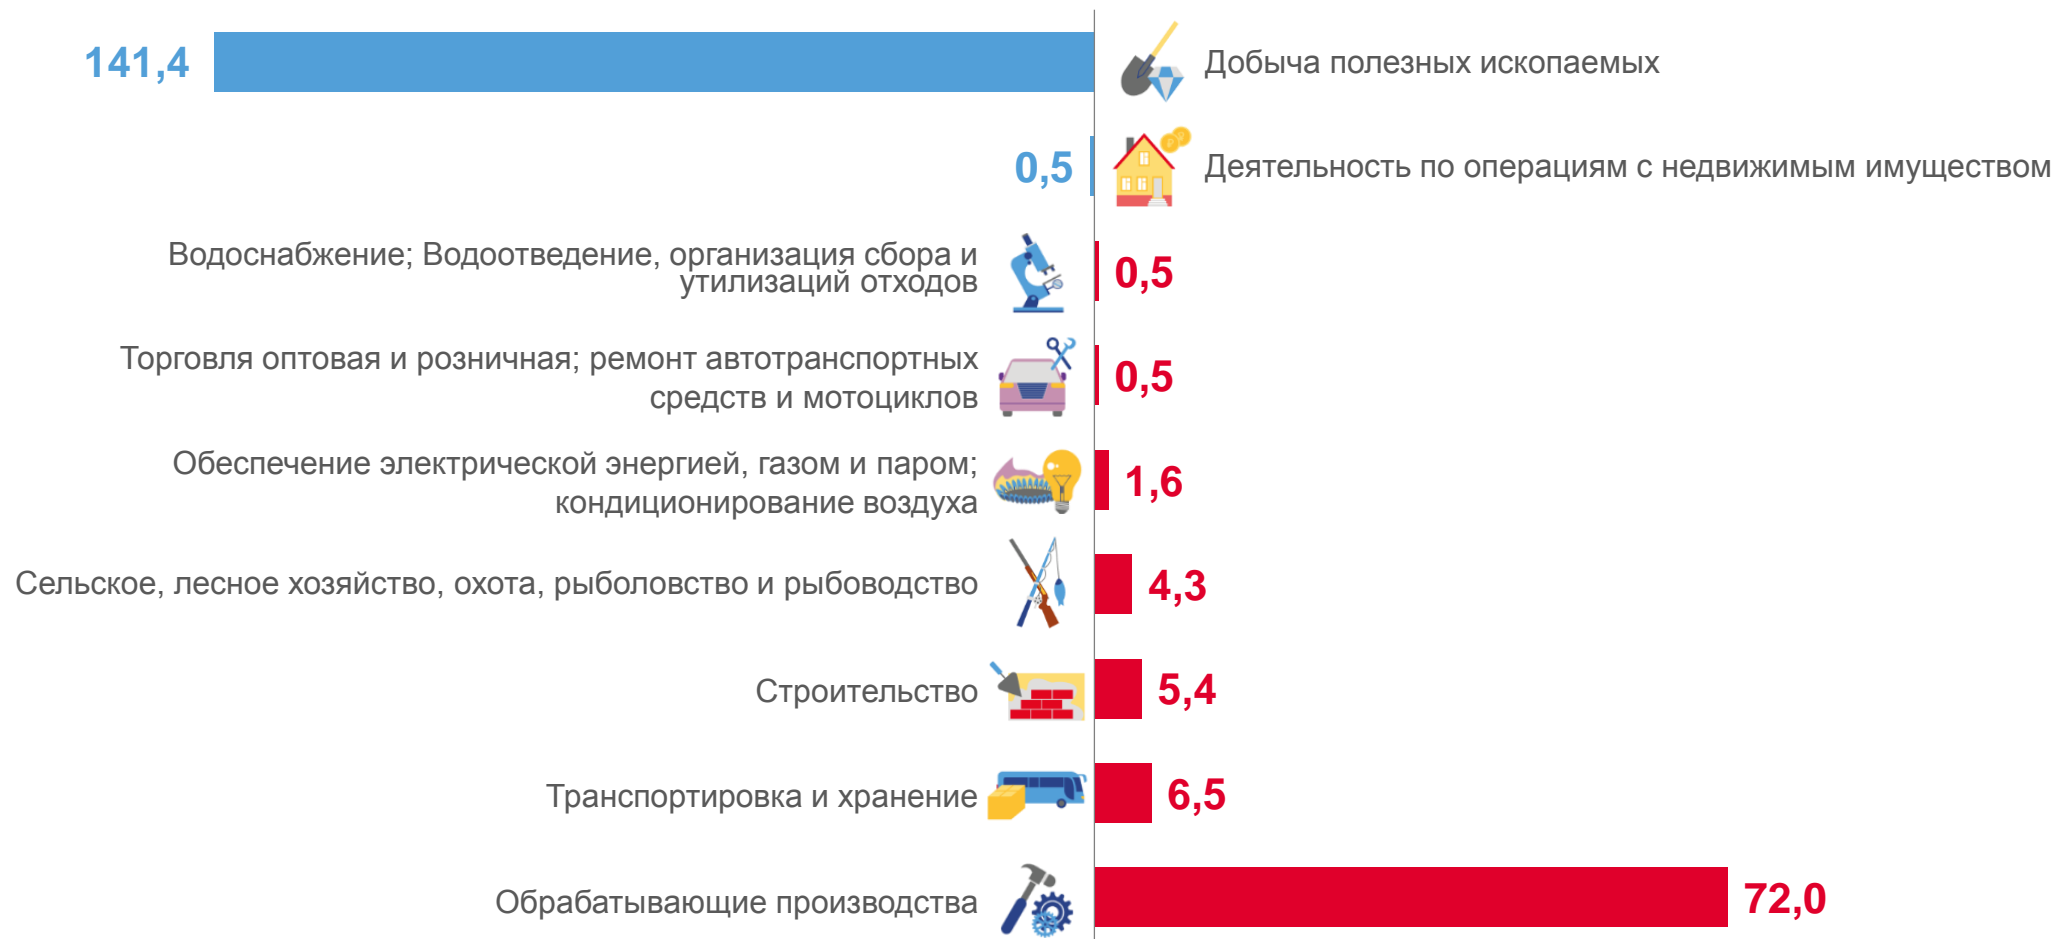 141,4
Добыча полезных ископаемых
0,5
Деятельность по операциям с недвижимым имуществом
Водоснабжение; Водоотведение, организация сбора и
утилизаций отходов
0,5
Торговля оптовая и розничная; ремонт автотранспортных
средств и мотоциклов
0,5
Обеспечение электрической энергией, газом и паром;
кондиционирование воздуха
1,6
Сельское, лесное хозяйство, охота, рыболовство и рыбоводство
4,3
Строительство
5,4
Транспортировка и хранение
6,5
Обрабатывающие производства
72,0